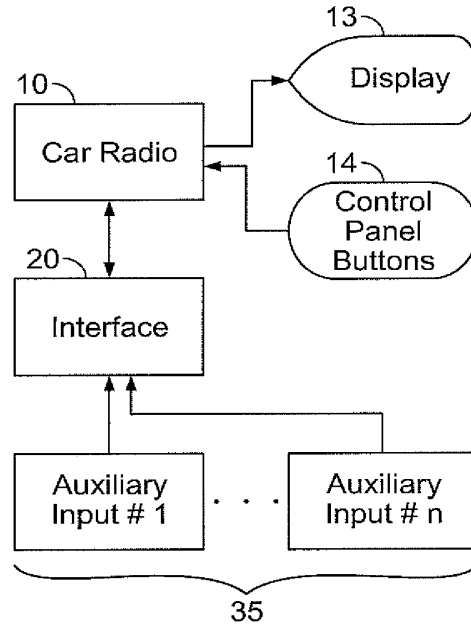 13
Display
10
Car Radio
14
Control
Panel
Buttons
20
Interface
Auxiliary
Input # 1
. . .
Auxiliary
Input # n
35